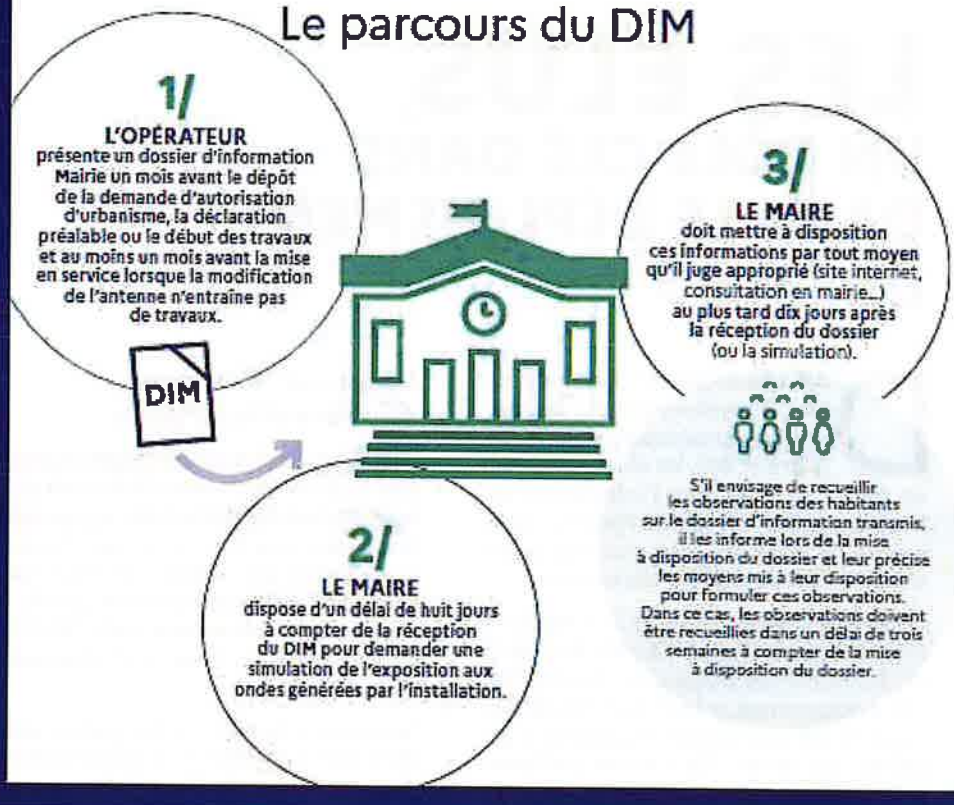 Le parcours du DIM
1/
L'OPÉRATEUR
présente un dossier d'information
Mairie un mois avant le dépôt
de la demande d'autorisation
d'urbanisme, la déclaration
préalable ou le début des travaux
et au moins un mois avant la mise
en service lorsque la modification
de l'antenne n'entraîne pas
de travaux.
DIM
2/
LE MAIRE
dispose d'un délai de huit jours
à compter de la réception
du DIM pour demander une
simulation de l'exposition aux
ondes générées par l'installation.
3/
LE MAIRE
doit mettre à disposition
ces informations par tout moyen
qu'il juge approprié (site internet,
consultation en mairie...)
au plus tard dix jours après
la réception du dossier
(ou la simulation).
S'il envisage de recueillir
les observations des habitants
sur le dossier d'information transmis,
il les informe lors de la mise
à disposition du dossier et leur précise
les moyens mis à leur disposition
pour formuler ces observations.
Dans ce cas, les observations doivent
être recueillies dans un délai de trois
semaines à compter de la mise
à disposition du dossier.